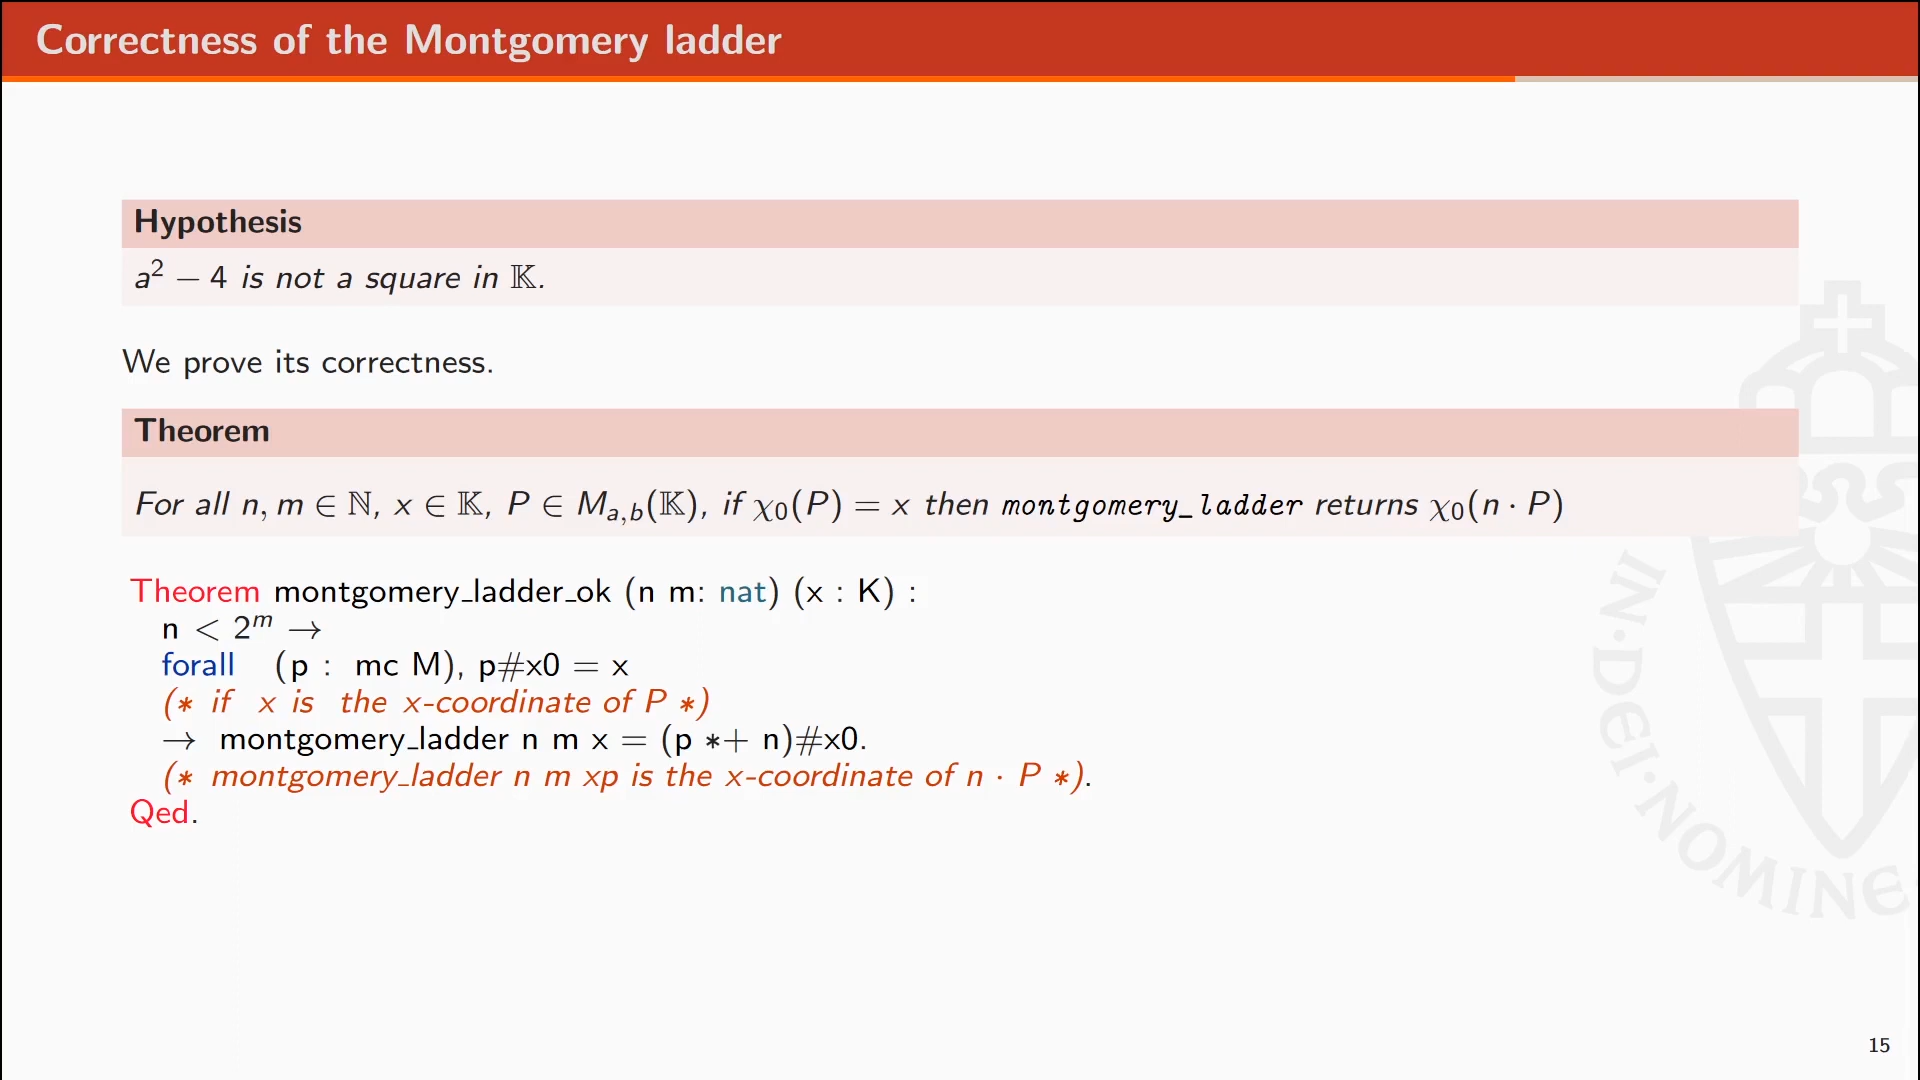 Correctness of the Montgomery ladder
Hypothesis
a² − 4 is not a square in 𝕂.
We prove its correctness.
Theorem
For all n, m ∈ ℕ, x ∈ 𝕂, P ∈ M_{a,b}(𝕂), if χ₀(P) = x then montgomery_ladder returns χ₀(n · P)
Theorem montgomery_ladder_ok (n m: nat) (x : K) :
n < 2^m →
forall (p : mc M), p#x0 = x
(* if x is the x-coordinate of P *)
→ montgomery_ladder n m x = (p *+ n)#x0.
(* montgomery_ladder n m xp is the x-coordinate of n · P *).
Qed.
IN·DEI·NOMINE
15